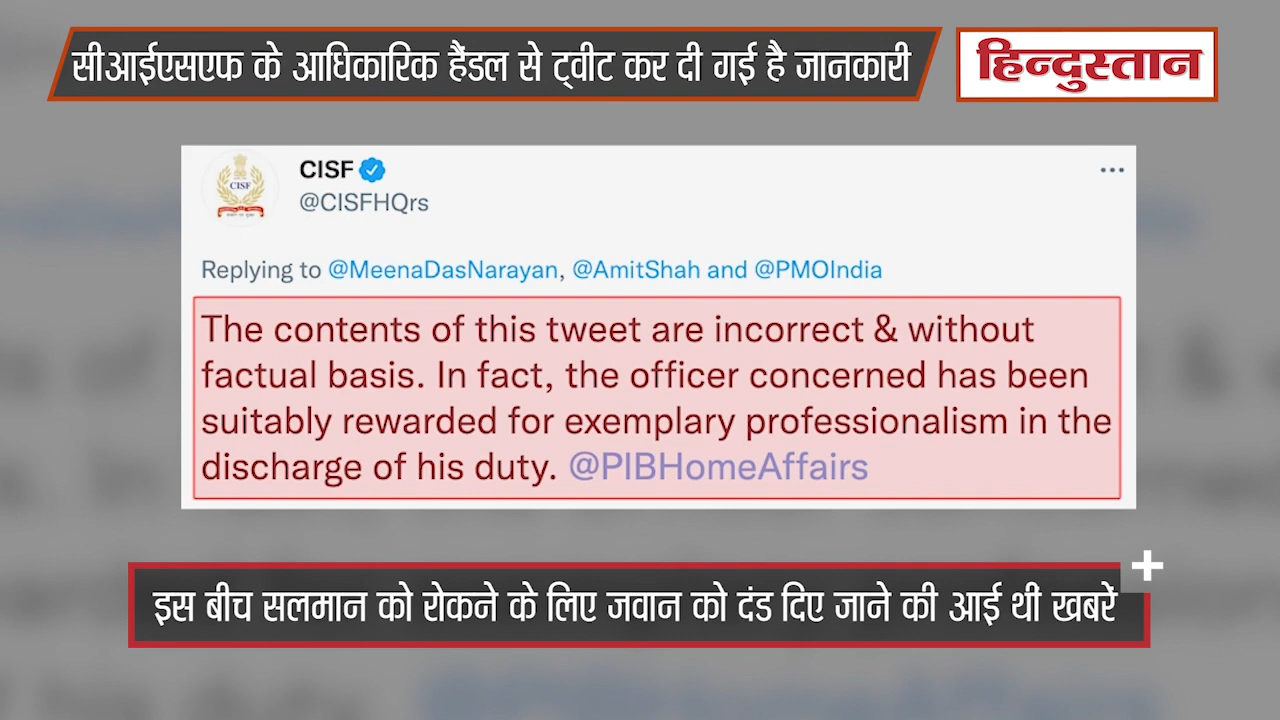 सीआईएसएफ के आधिकारिक हैंडल से ट्वीट कर दी गई है जानकारी
हिन्दुस्तान
CISF
CISF
@CISFHQrs
Replying to @MeenaDasNarayan, @AmitShah and @PMOIndia
The contents of this tweet are incorrect & without
factual basis. In fact, the officer concerned has been
suitably rewarded for exemplary professionalism in the
discharge of his duty. @PIBHomeAffairs
इस बीच सलमान को रोकने के लिए जवान को दंड दिए जाने की आई थी खबरें